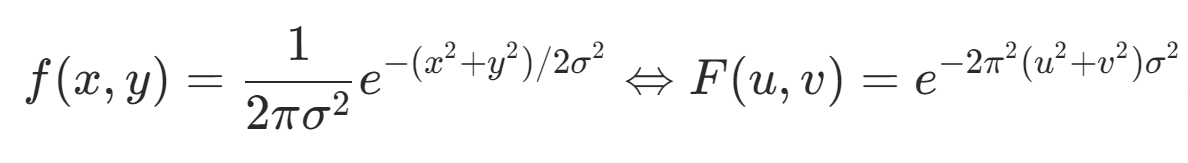 f(x, y) = \frac{1}{2\pi\sigma^2} e^{-(x^2+y^2)/2\sigma^2} \Leftrightarrow F(u, v) = e^{-2\pi^2(u^2+v^2)\sigma^2}